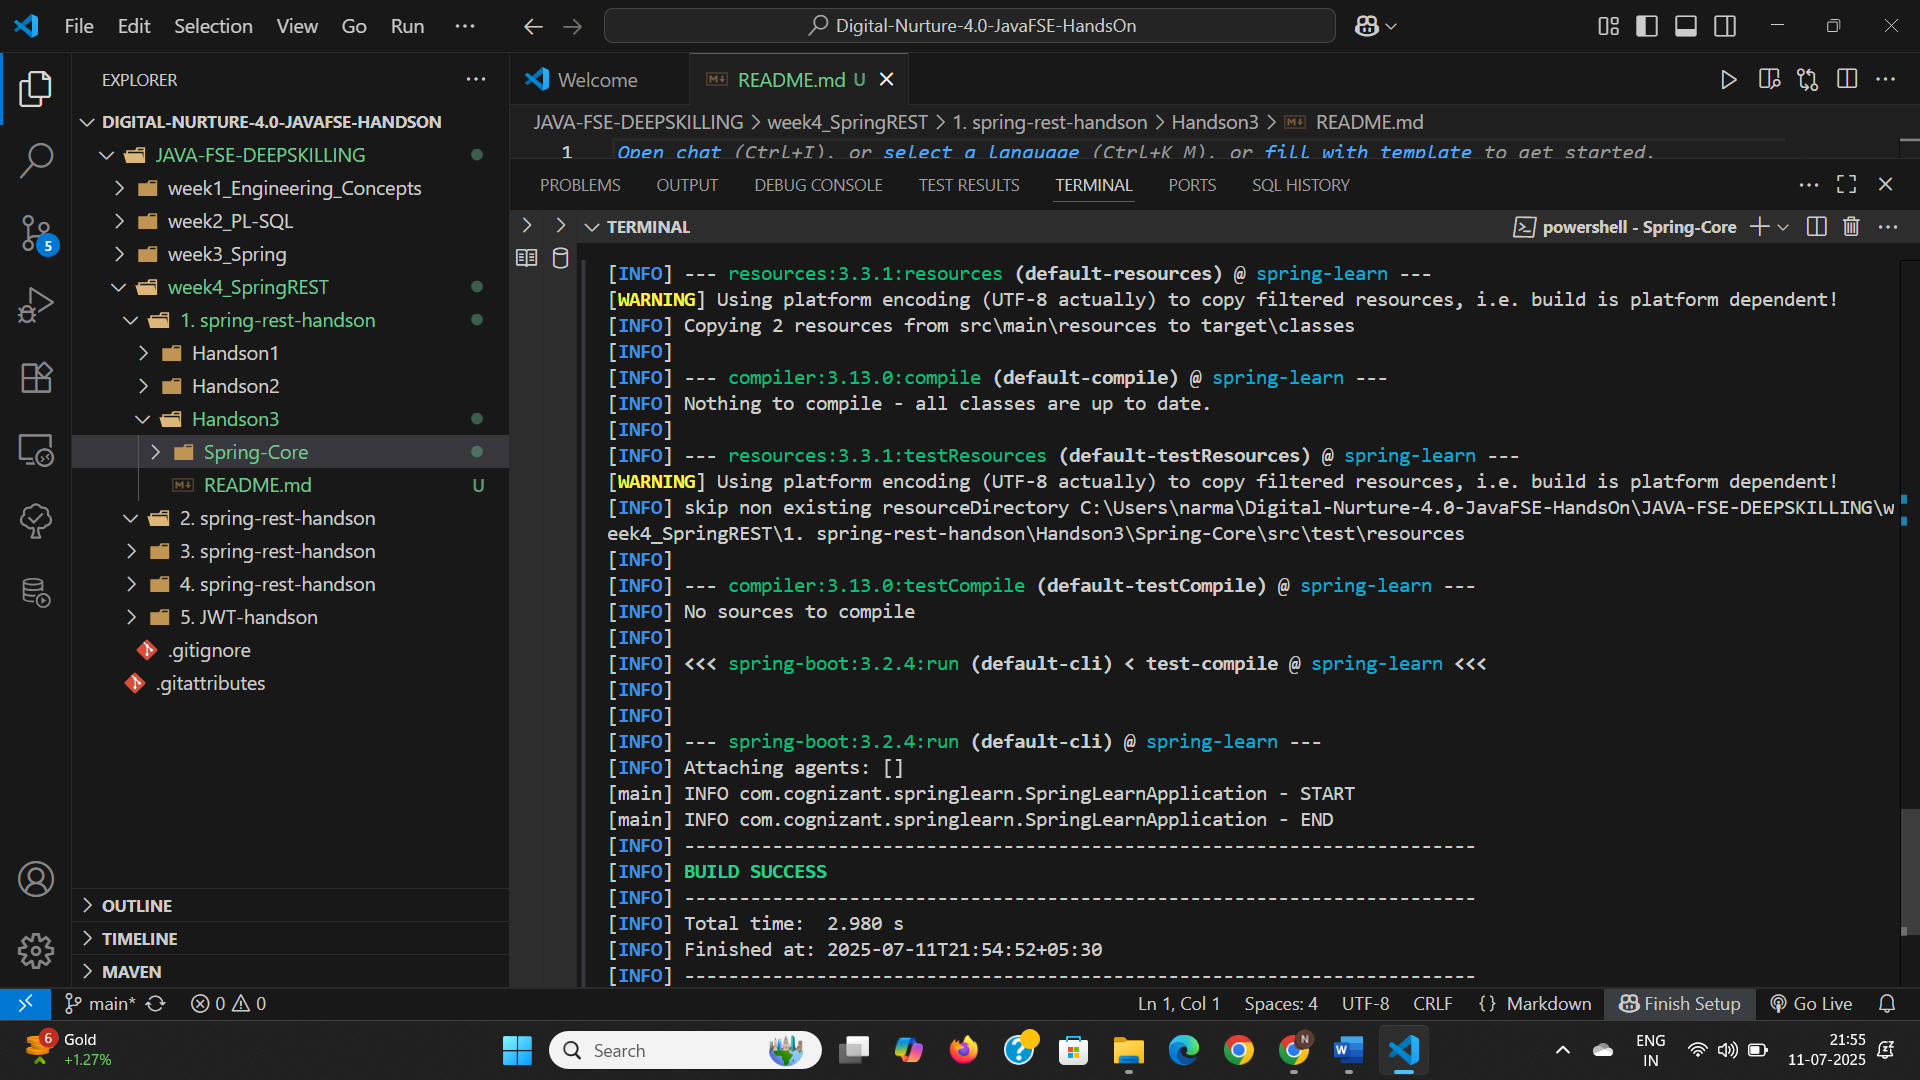 File Edit Selection View Go Run ···
Digital-Nurture-4.0-JavaFSE-HandsOn
EXPLORER
DIGITAL-NURTURE-4.0-JAVAFSE-HANDSON
JAVA-FSE-DEEPSKILLING
week1_Engineering_Concepts
week2_PL-SQL
week3_Spring
week4_SpringREST
1. spring-rest-handson
Handson1
Handson2
Handson3
Spring-Core
README.md U
2. spring-rest-handson
3. spring-rest-handson
4. spring-rest-handson
5. JWT-handson
.gitignore
.gitattributes
OUTLINE
TIMELINE
MAVEN
5
Welcome
README.md U
JAVA-FSE-DEEPSKILLING > week4_SpringREST > 1. spring-rest-handson > Handson3 > README.md
1 Open chat (Ctrl+I), or select a language (Ctrl+K M), or fill with template to get started.
PROBLEMS OUTPUT DEBUG CONSOLE TEST RESULTS TERMINAL PORTS SQL HISTORY
TERMINAL
powershell - Spring-Core
[INFO] --- resources:3.3.1:resources (default-resources) @ spring-learn ---
[WARNING] Using platform encoding (UTF-8 actually) to copy filtered resources, i.e. build is platform dependent!
[INFO] Copying 2 resources from src\main\resources to target\classes
[INFO]
[INFO] --- compiler:3.13.0:compile (default-compile) @ spring-learn ---
[INFO] Nothing to compile - all classes are up to date.
[INFO]
[INFO] --- resources:3.3.1:testResources (default-testResources) @ spring-learn ---
[WARNING] Using platform encoding (UTF-8 actually) to copy filtered resources, i.e. build is platform dependent!
[INFO] skip non existing resourceDirectory C:\Users\narma\Digital-Nurture-4.0-JavaFSE-HandsOn\JAVA-FSE-DEEPSKILLING\w
eek4_SpringREST\1. spring-rest-handson\Handson3\Spring-Core\src\test\resources
[INFO]
[INFO] --- compiler:3.13.0:testCompile (default-testCompile) @ spring-learn ---
[INFO] No sources to compile
[INFO]
[INFO] <<< spring-boot:3.2.4:run (default-cli) < test-compile @ spring-learn <<<
[INFO]
[INFO]
[INFO] --- spring-boot:3.2.4:run (default-cli) @ spring-learn ---
[INFO] Attaching agents: []
[main] INFO com.cognizant.springlearn.SpringLearnApplication - START
[main] INFO com.cognizant.springlearn.SpringLearnApplication - END
[INFO] ------------------------------------------------------------------------
[INFO] BUILD SUCCESS
[INFO] ------------------------------------------------------------------------
[INFO] Total time:  2.980 s
[INFO] Finished at: 2025-07-11T21:54:52+05:30
[INFO] ------------------------------------------------------------------------
main* 0 0
Ln 1, Col 1 Spaces: 4 UTF-8 CRLF {} Markdown Finish Setup Go Live
6
Gold
+1.27%
Search
N
ENG
IN
21:55
11-07-2025